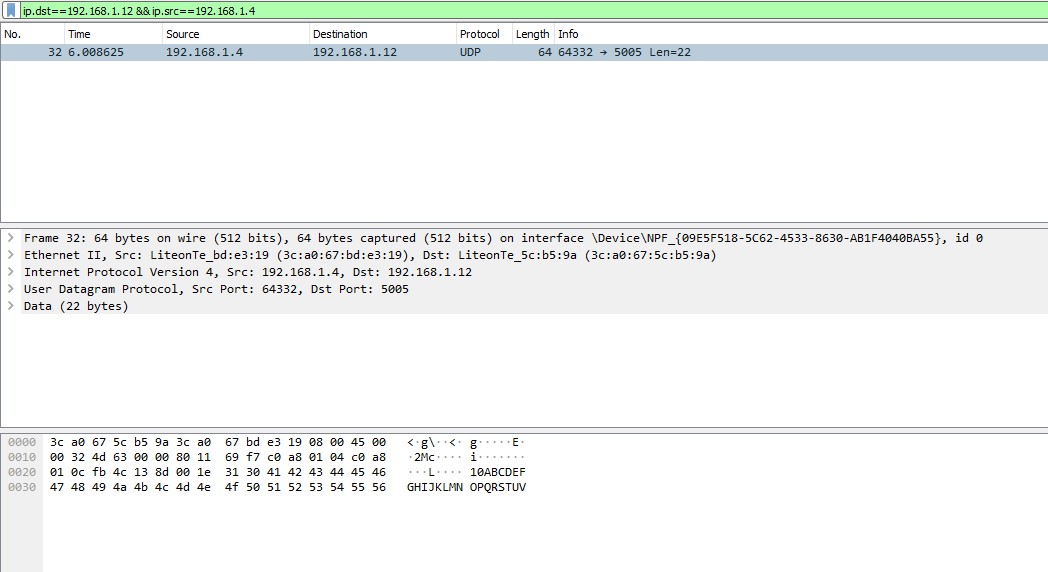 ip.dst==192.168.1.12 && ip.src==192.168.1.4
No. Time Source Destination Protocol Length Info
32 6.008625 192.168.1.4 192.168.1.12 UDP 64 64332 → 5005 Len=22
Frame 32: 64 bytes on wire (512 bits), 64 bytes captured (512 bits) on interface \Device\NPF_{09E5F518-5C62-4533-8630-AB1F4040BA55}, id 0
Ethernet II, Src: LiteonTe_bd:e3:19 (3c:a0:67:bd:e3:19), Dst: LiteonTe_5c:b5:9a (3c:a0:67:5c:b5:9a)
Internet Protocol Version 4, Src: 192.168.1.4, Dst: 192.168.1.12
User Datagram Protocol, Src Port: 64332, Dst Port: 5005
Data (22 bytes)
0000 3c a0 67 5c b5 9a 3c a0 67 bd e3 19 08 00 45 00 <·g\··<· g·····E·
0010 00 32 4d 63 00 00 80 11 69 f7 c0 a8 01 04 c0 a8 ·2Mc···· i·······
0020 01 0c fb 4c 13 8d 00 1e 31 30 41 42 43 44 45 46 ···L···· 10ABCDEF
0030 47 48 49 4a 4b 4c 4d 4e 4f 50 51 52 53 54 55 56 GHIJKLMN OPQRSTUV